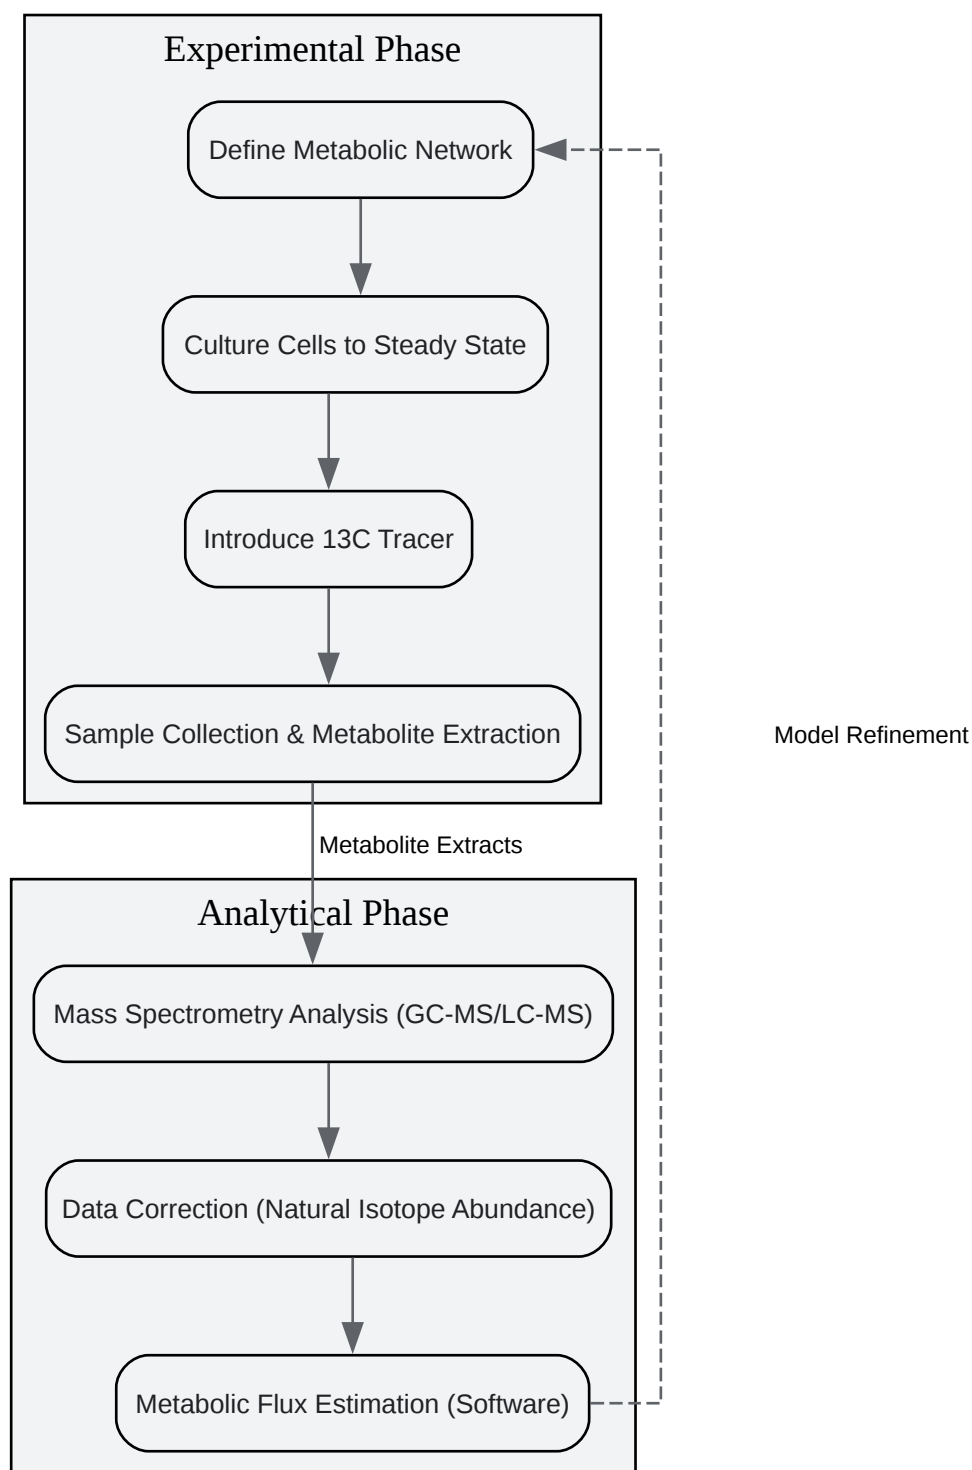 Experimental Phase
Define Metabolic Network
Culture Cells to Steady State
Introduce 13C Tracer
Sample Collection & Metabolite Extraction
Model Refinement
Metabolite Extracts
Analytical Phase
Mass Spectrometry Analysis (GC-MS/LC-MS)
Data Correction (Natural Isotope Abundance)
Metabolic Flux Estimation (Software)